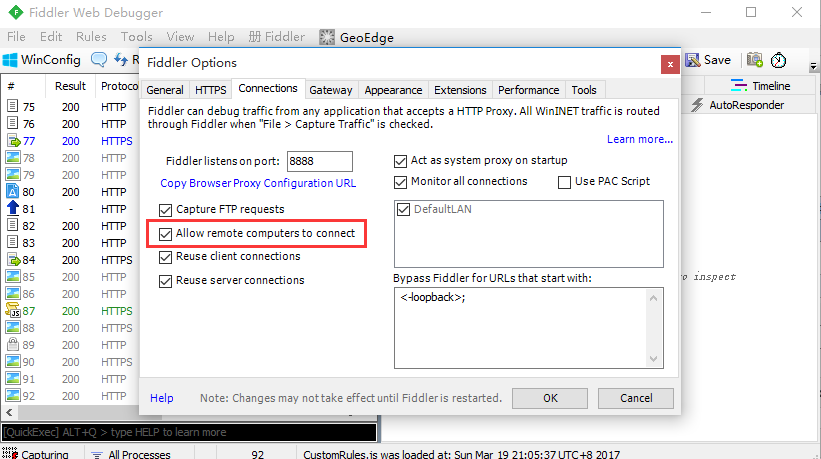 Fiddler Web Debugger
File Edit Rules Tools View Help 册 Fiddler GeoEdge
WinConfig R Save
Timeline
AutoResponder
# Result Protoco
75 200 HTTP
76 200 HTTP
77 200 HTTPS
78 200 HTTP
79 200 HTTP
80 200 HTTP
81 - HTTP
82 200 HTTP
83 200 HTTP
84 200 HTTPS
85 200 HTTP
86 200 HTTP
87 200 HTTPS
88 200 HTTP
89 200 HTTP
90 200 HTTPS
91 200 HTTP
92 200 HTTP
Fiddler Options
General HTTPS Connections Gateway Appearance Extensions Performance Tools
Fiddler can debug traffic from any application that accepts a HTTP Proxy. All WinINET traffic is routed
through Fiddler when "File > Capture Traffic" is checked.
Learn more...
Fiddler listens on port: 8888
Copy Browser Proxy Configuration URL
Capture FTP requests
Allow remote computers to connect
Reuse client connections
Reuse server connections
Act as system proxy on startup
Monitor all connections Use PAC Script
DefaultLAN
Bypass Fiddler for URLs that start with:
<-loopback>;
Help Note: Changes may not take effect until Fiddler is restarted. OK Cancel
to inspect
[QuickExec] ALT+Q > type HELP to learn more
Capturing All Processes 92 CustomRules.js was loaded at: Sun Mar 19 21:05:37 UTC+8 2017